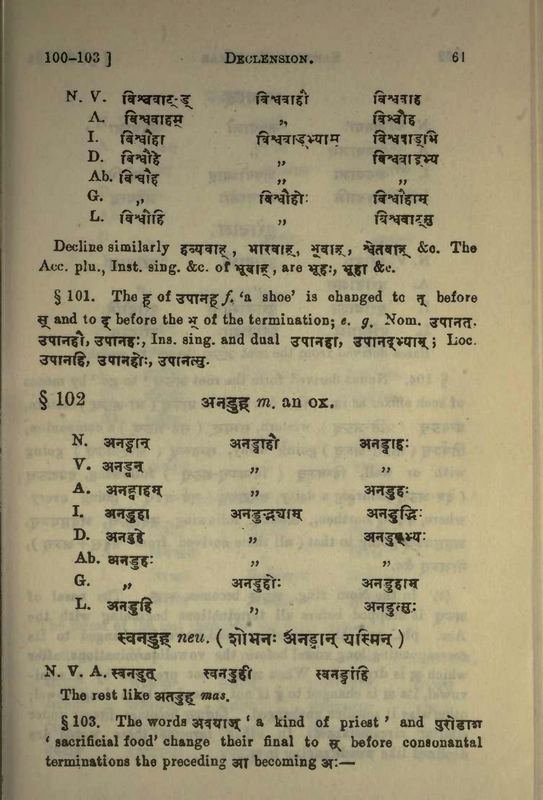 100-103 ] DECLENSION. 61
N. V. विश्ववाट्-ड् विश्ववाहौ विश्ववाह
A. विश्ववाहम् ,, विश्वौह
I. विश्वौहा विश्ववाड्भ्याम् विश्ववाड्भि
D. विश्वौहे ,, विश्ववाड्भ्य
Ab. विश्वौह ,, ,,
G. ,, विश्वौहोः विश्वौहाम्
L. विश्वौहि ,, विश्ववाट्सु
Decline similarly हव्यवाह्, भारवाह्, भूवाह्, श्वेतवाह् &c. The
Acc. plu., Inst. sing. &c. of भूवाह्, are भूहः, भूहा &c.
§ 101. The ह् of उपानह् f. ‘a shoe’ is changed to त् before
स् and to द् before the भ् of the termination; e. g. Nom. उपानत्.
उपानहौ, उपानहः, Ins. sing. and dual उपानहा, उपानद्भ्याम्; Loc.
उपानहि, उपानहोः, उपानत्सु.
§ 102 अनडुह् m. an ox.
N. अनड्वान् अनड्वाहौ अनड्वाहः
V. अनड्वन् ,, ,,
A. अनड्वाहम् ,, अनडुहः
I. अनडुहा अनडुद्भ्याम् अनडुद्भिः
D. अनडुहे ,, अनडुद्भ्यः
Ab. अनडुहः ,, ,,
G. ,, अनडुहोः अनडुहाम्
L. अनडुहि ,, अनडुत्सुः
स्वनडुह् neu. ( शोभनः अनड्वान् यस्मिन् )
N. V. A. स्वनडुत् स्वनडुही स्वनड्वांहि
The rest like अतडुह् mas.
§ 103. The words अवयाज् ‘ a kind of priest ’ and पुरोडाश
‘ sacrificial food’ change their final to स् before consonantal
terminations the preceding आ becoming अः—